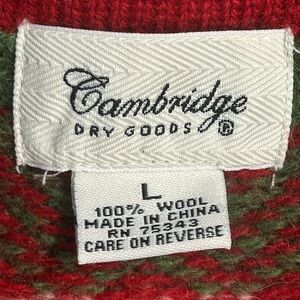 Cambridge
DRY GOODS ®
L
100% WOOL
MADE IN CHINA
RN 75343
CARE ON REVERSE